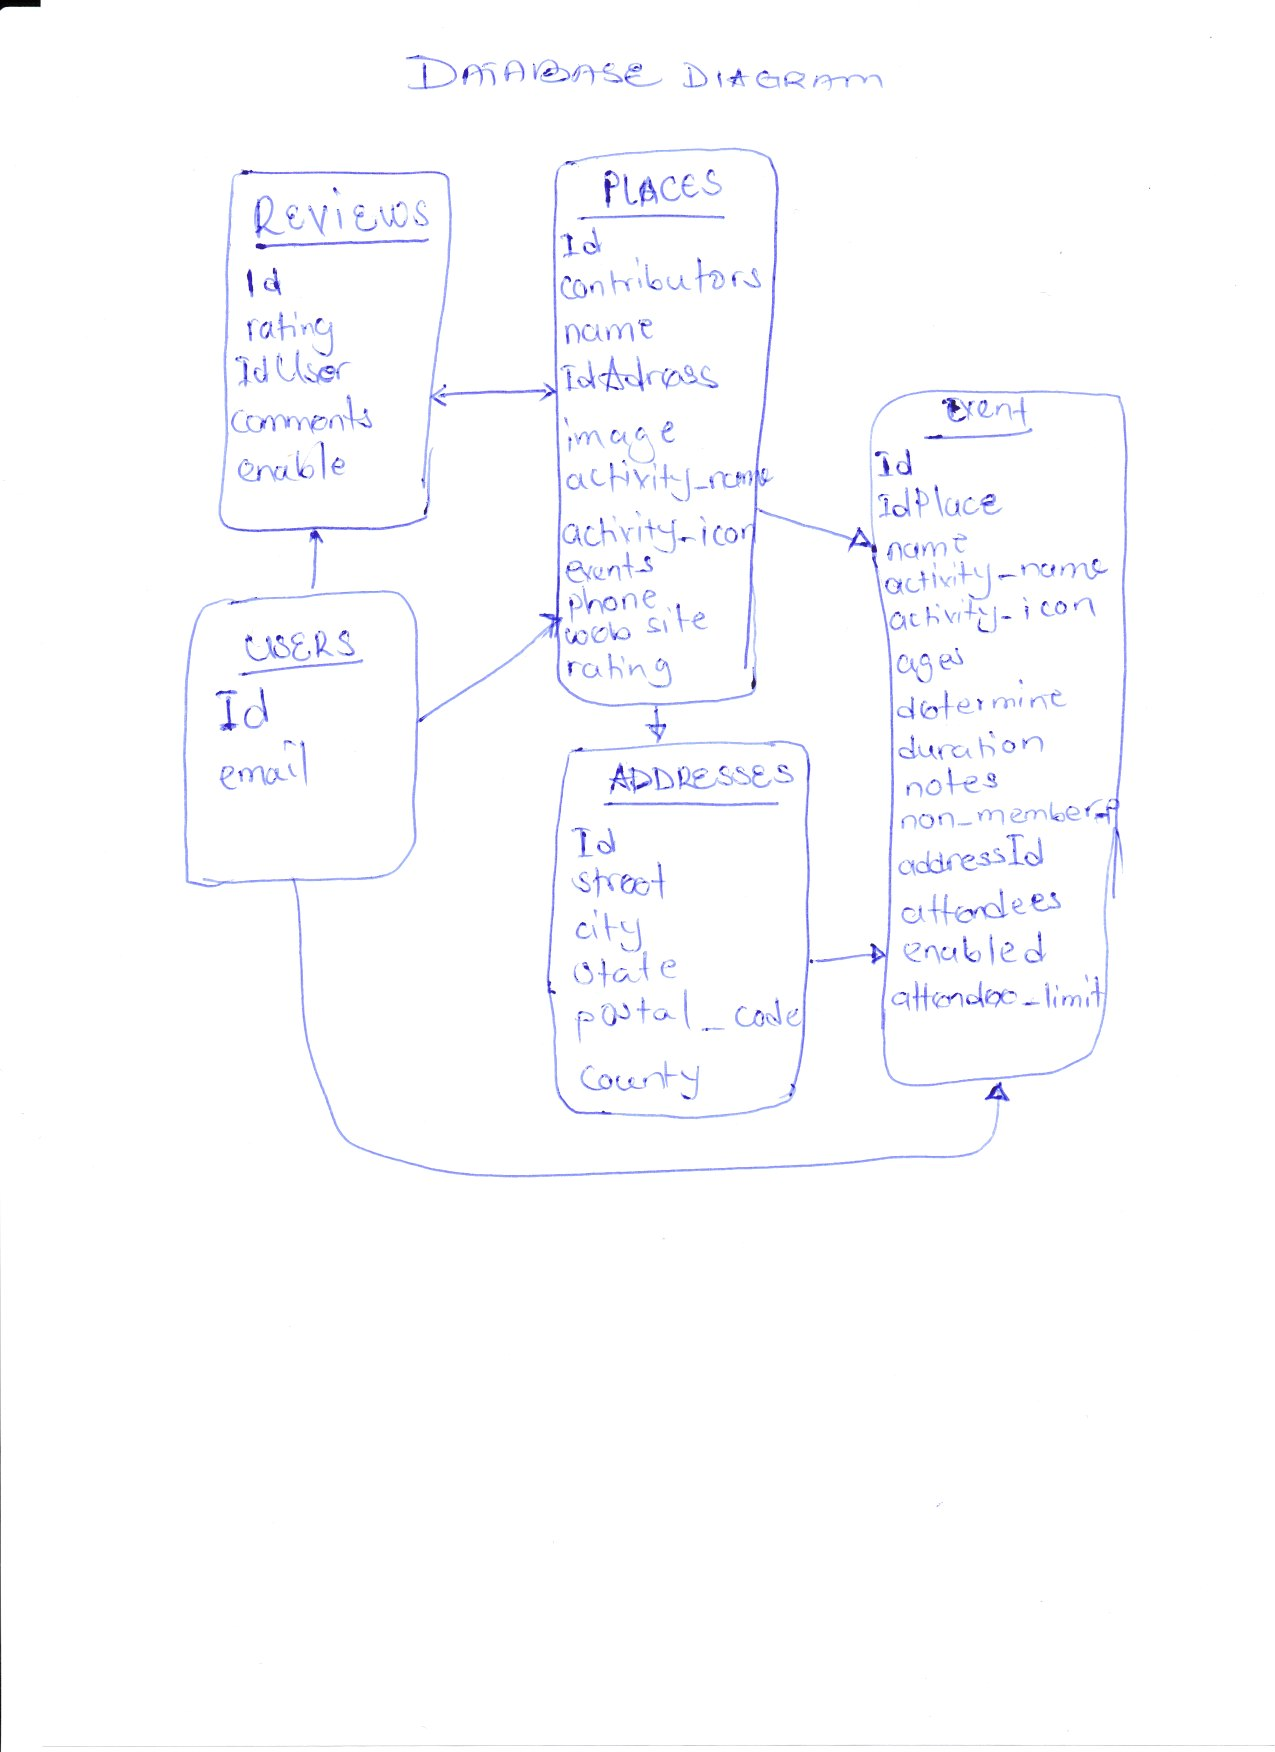 DATABASE DIAGRAM
REVIEWS
Id
rating
IdUser
comments
enable
PLACES
Id
contributors
name
IdAdress
image
activity_name
activity_icon
events
phone
web site
rating
Event
Id
IdPlace
name
activity_name
activity_icon
ages
determine
duration
notes
non_member_p
addressId
attendees
enabled
attendee_limit
USERS
Id
email
ADDRESSES
Id
street
city
state
postal_code
County